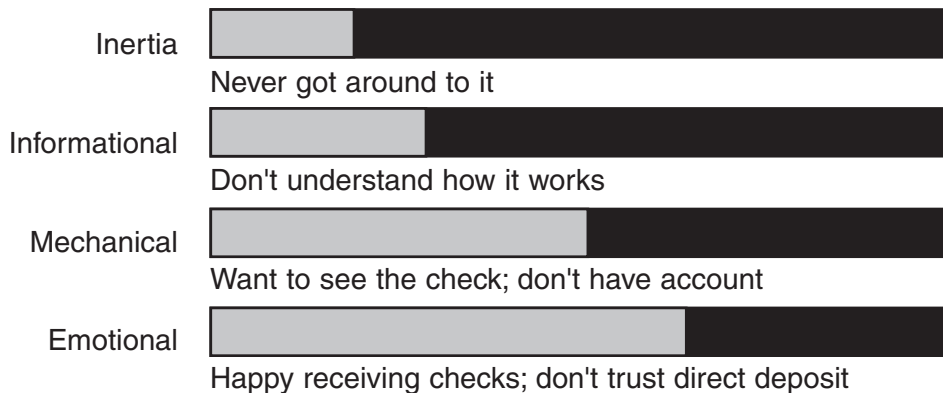 Inertia
Never got around to it
Informational
Don't understand how it works
Mechanical
Want to see the check; don't have account
Emotional
Happy receiving checks; don't trust direct deposit